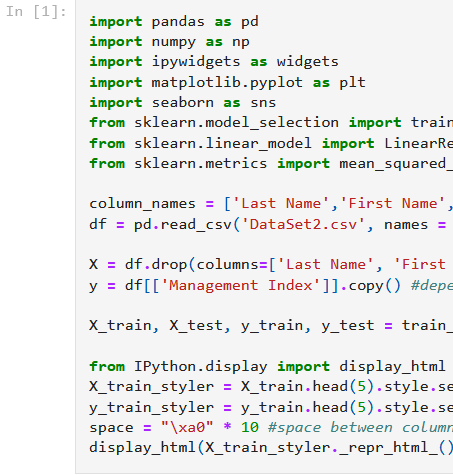 In [1]:
import pandas as pd
import numpy as np
import ipywidgets as widgets
import matplotlib.pyplot as plt
import seaborn as sns
from sklearn.model_selection import train
from sklearn.linear_model import LinearRe
from sklearn.metrics import mean_squared_
column_names = ['Last Name','First Name',
df = pd.read_csv('DataSet2.csv', names =
X = df.drop(columns=['Last Name', 'First
y = df[['Management Index']].copy() #depe
X_train, X_test, y_train, y_test = train_
from IPython.display import display_html
X_train_styler = X_train.head(5).style.se
y_train_styler = y_train.head(5).style.se
space = "\xa0" * 10 #space between column
display_html(X_train_styler._repr_html_()